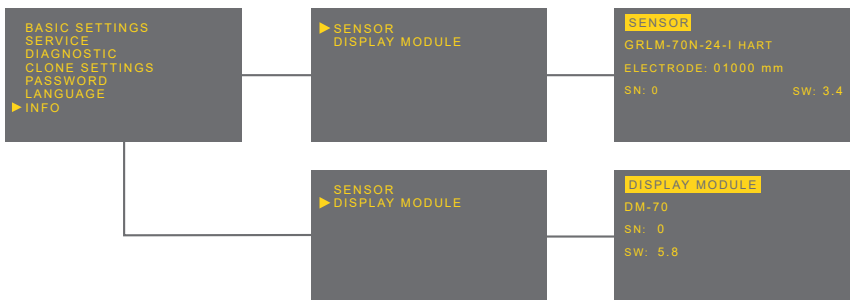 BASIC SETTINGS
SERVICE
DIAGNOSTIC
CLONE SETTINGS
PASSWORD
LANGUAGE
INFO
SENSOR
DISPLAY MODULE
SENSOR
GRLM-70N-24-I HART
ELECTRODE: 01000 mm
SN: 0 SW: 3.4
SENSOR
DISPLAY MODULE
DISPLAY MODULE
DM-70
SN: 0
SW: 5.8